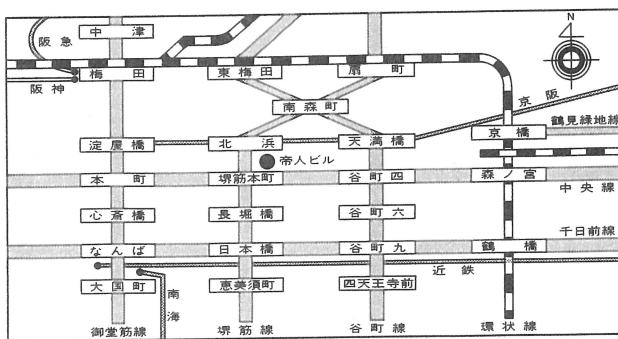 N
阪急
中津
梅田
東梅田
扇町
阪神
南森町
京阪
鶴見緑地線
京橋
淀屋橋
北浜
天満橋
帝人ビル
本町
堺筋本町
谷町四
森ノ宮
中央線
心斎橋
長堀橋
谷町六
千日前線
なんば
日本橋
谷町九
鶴橋
近鉄
大国町
南海
恵美須町
四天王寺前
御堂筋線
堺筋線
谷町線
環状線